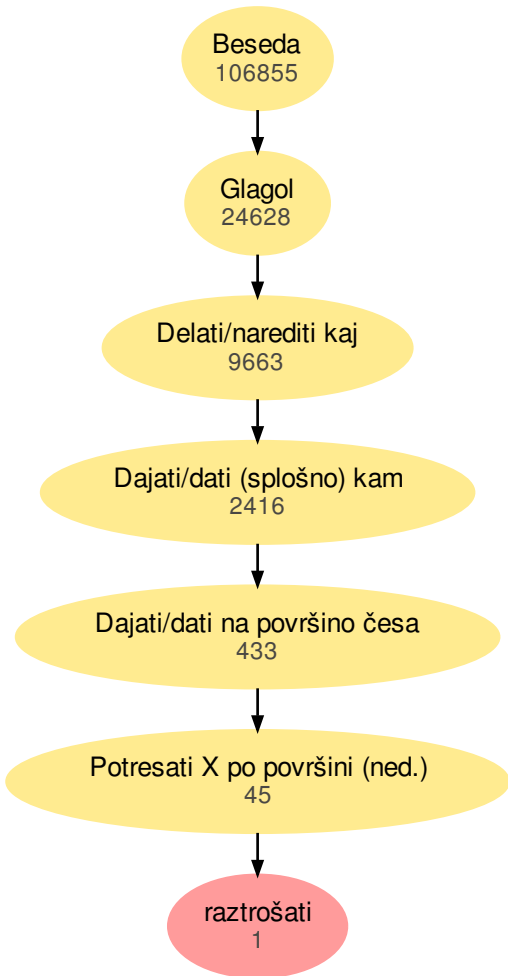 Beseda
106855
Glagol
24628
Delati/narediti kaj
9663
Dajati/dati (splošno) kam
2416
Dajati/dati na površino česa
433
Potresati X po površini (ned.)
45
raztrošati
1